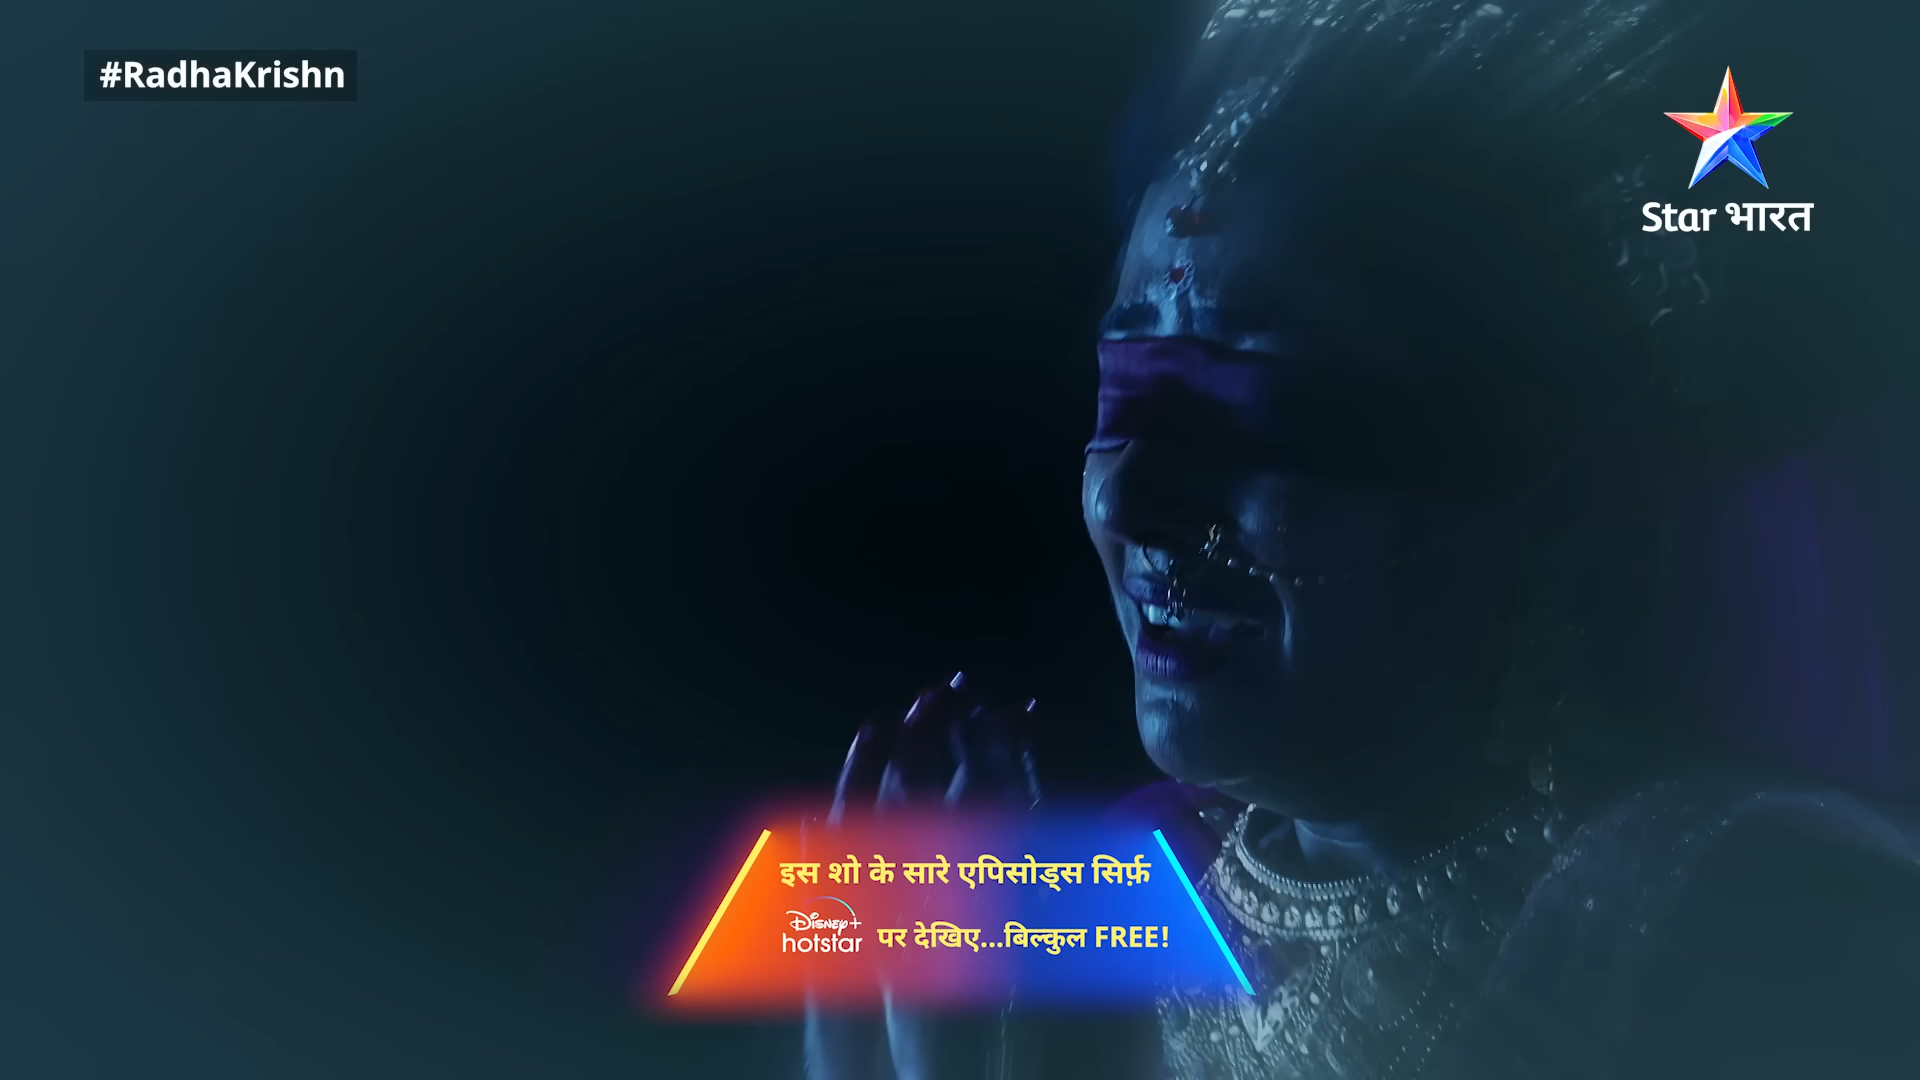 #RadhaKrishn
Star भारत
इस शो के सारे एपिसोड्स सिर्फ़
Disney+ hotstar पर देखिए...बिल्कुल FREE!